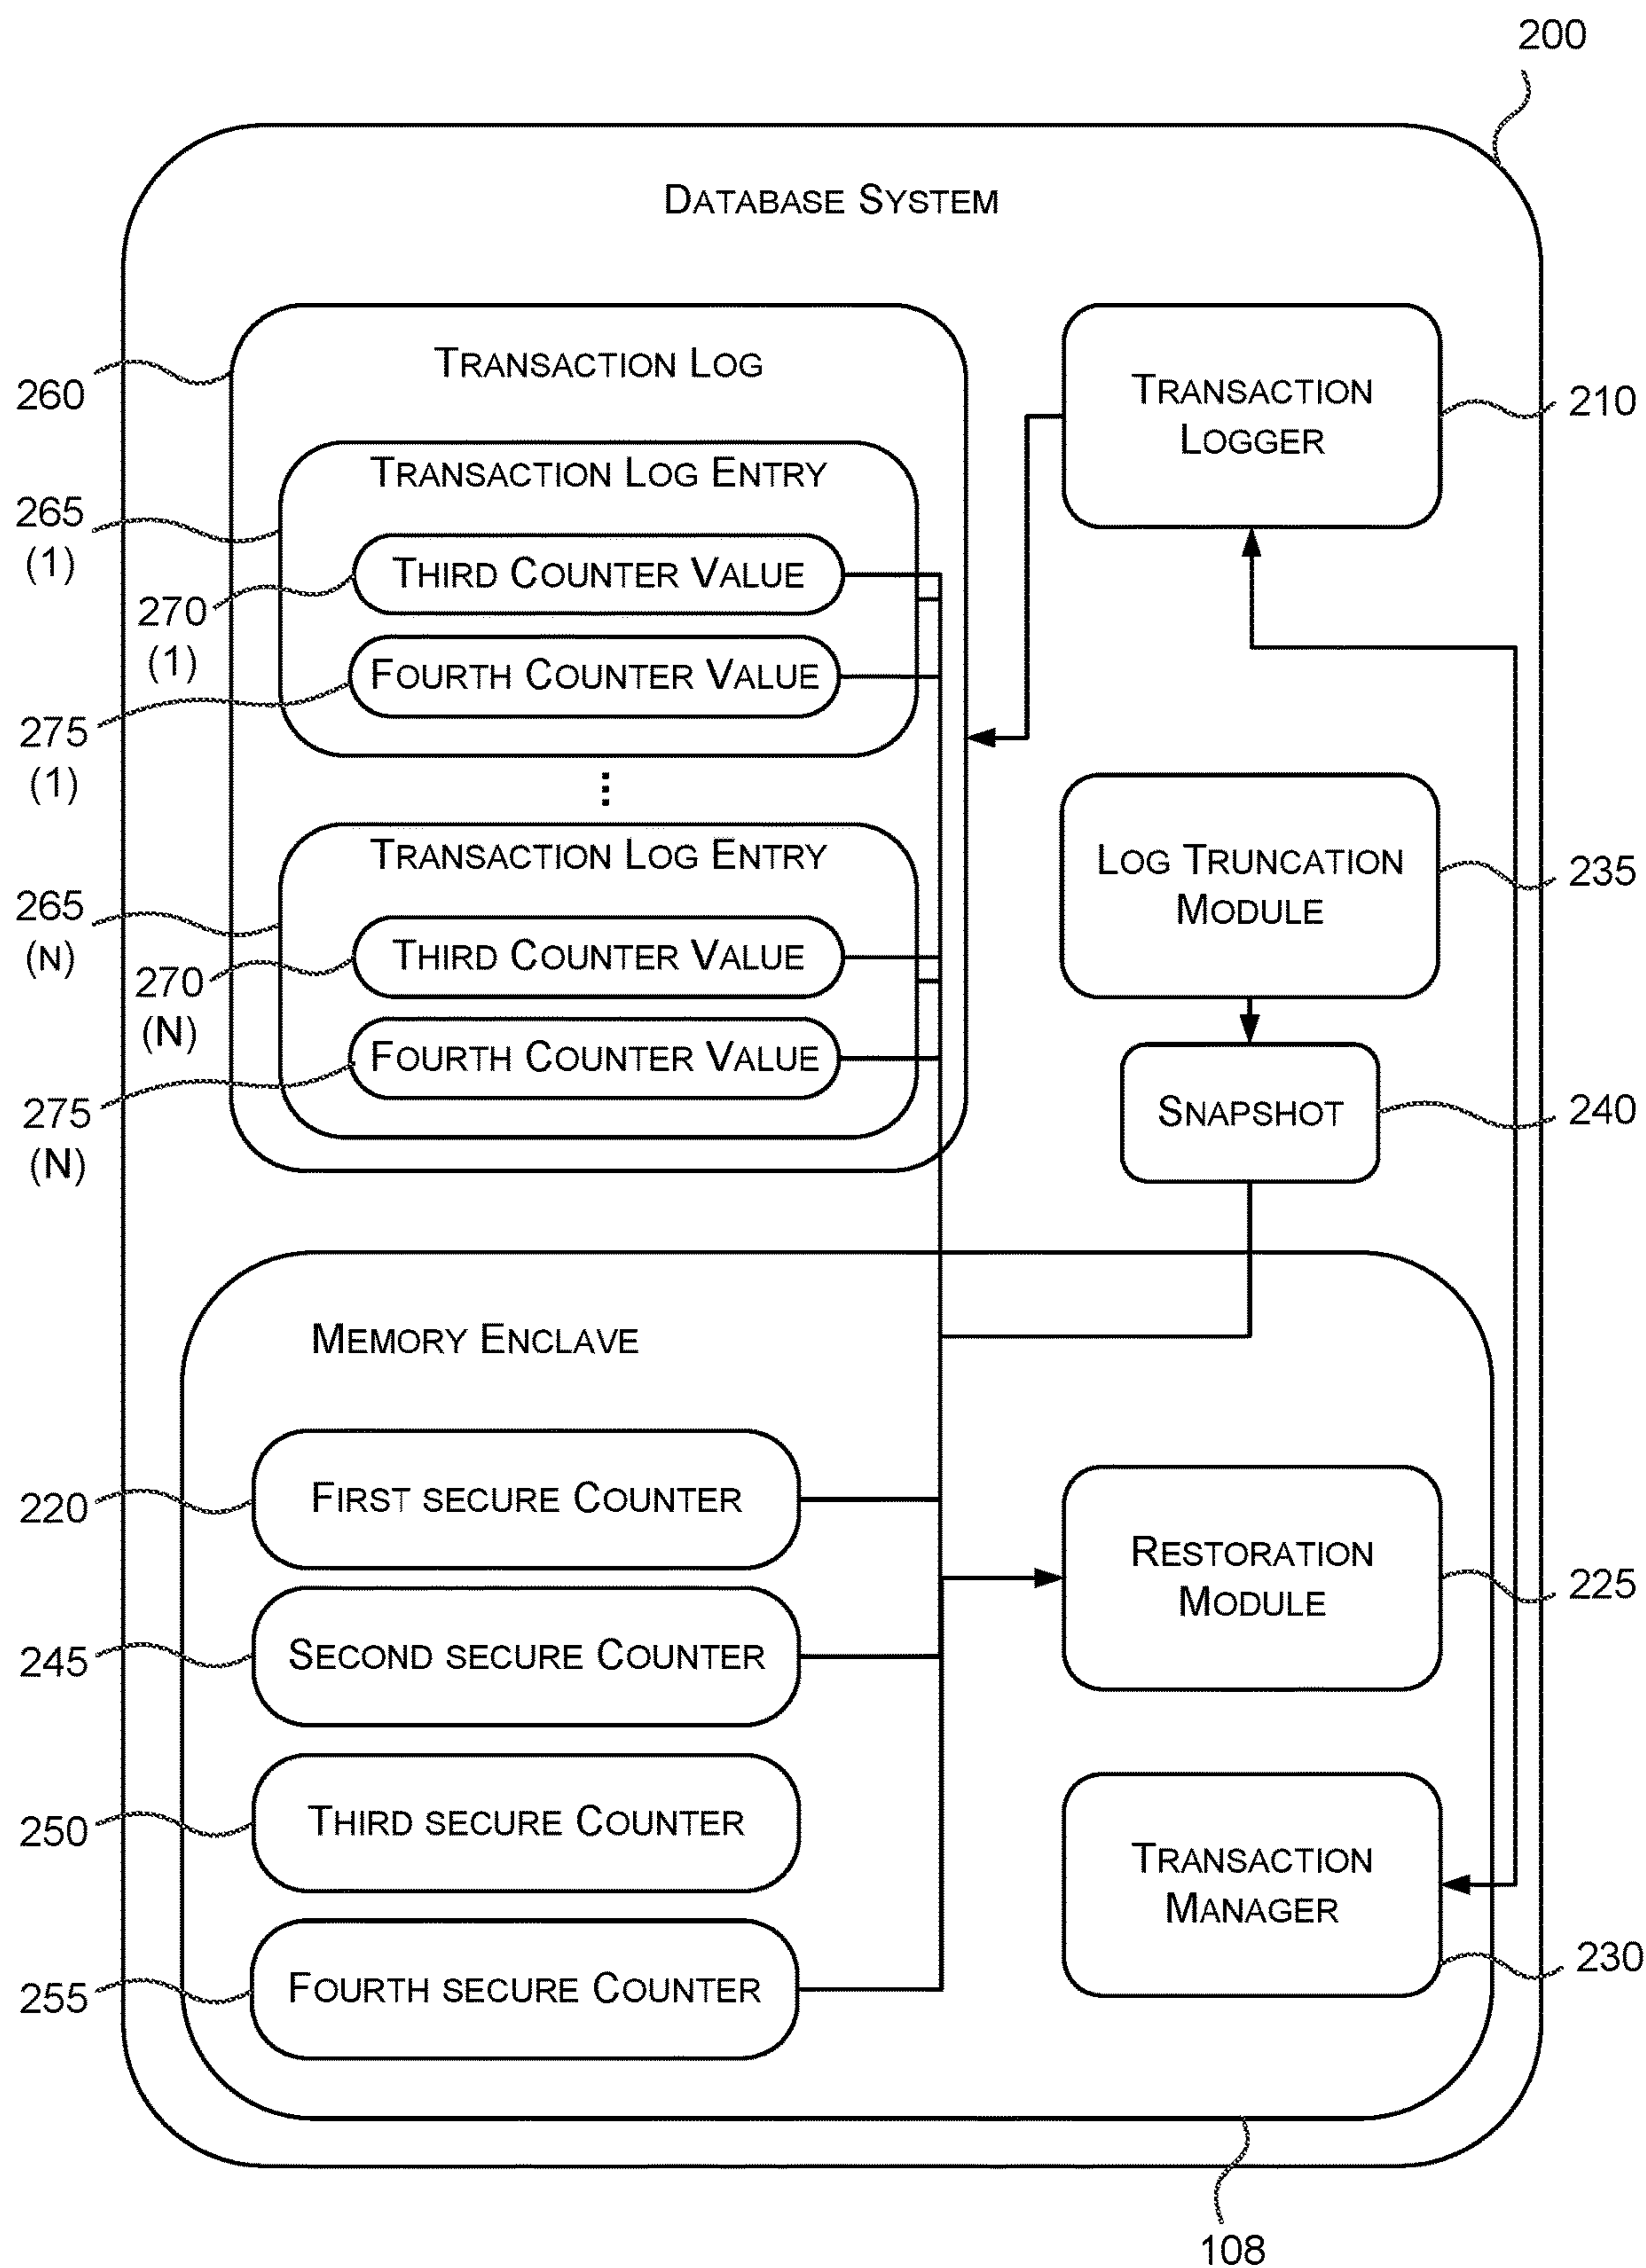 200
DATABASE SYSTEM
260
TRANSACTION LOG
TRANSACTION LOG ENTRY
265
(1)
THIRD COUNTER VALUE
270
(1)
FOURTH COUNTER VALUE
275
(1)
⋮
TRANSACTION LOG ENTRY
265
(N)
THIRD COUNTER VALUE
270
(N)
FOURTH COUNTER VALUE
275
(N)
TRANSACTION
LOGGER
210
LOG TRUNCATION
MODULE
235
SNAPSHOT
240
MEMORY ENCLAVE
220
FIRST SECURE COUNTER
245
SECOND SECURE COUNTER
250
THIRD SECURE COUNTER
255
FOURTH SECURE COUNTER
RESTORATION
MODULE
225
TRANSACTION
MANAGER
230
108